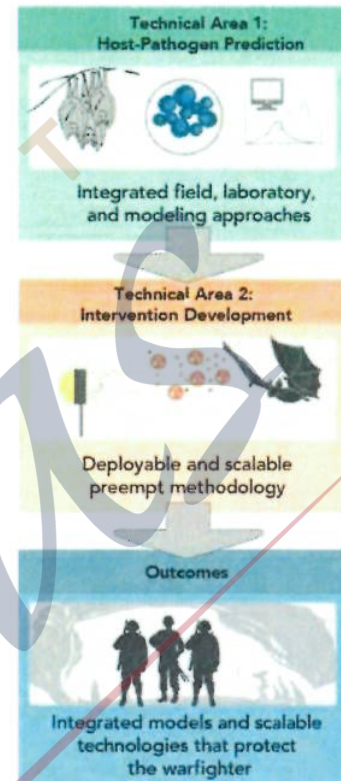 Technical Area 1:
Host-Pathogen Prediction
Integrated field, laboratory,
and modeling approaches
Technical Area 2:
Intervention Development
Deployable and scalable
preempt methodology
Outcomes
Integrated models and scalable
technologies that protect
the warfighter